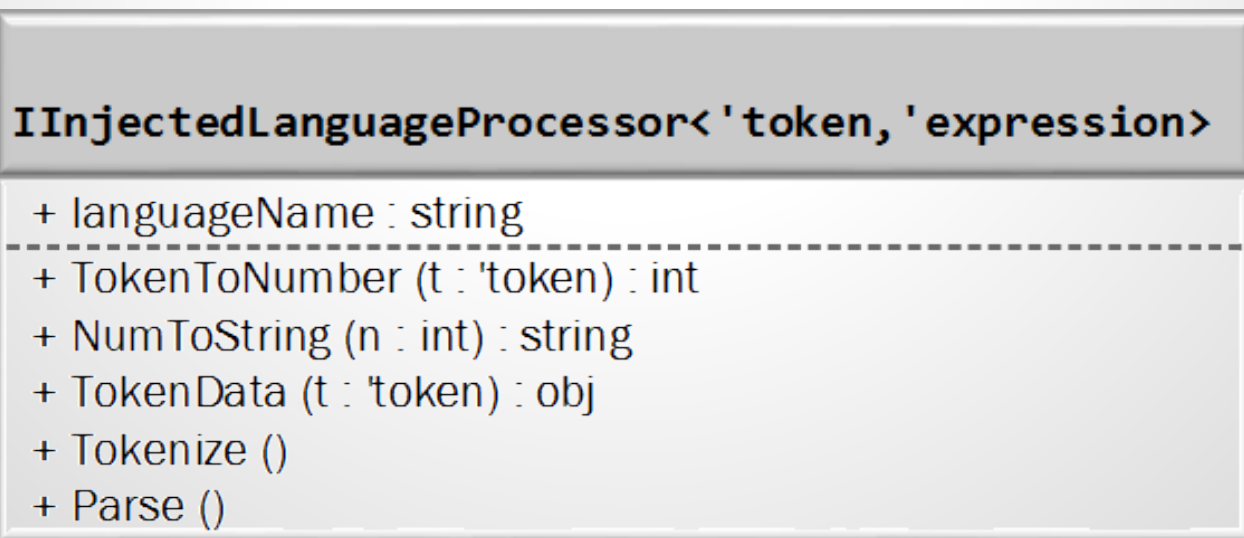 IInjectedLanguageProcessor<'token,'expression>
+ languageName : string
+ TokenToNumber (t : 'token) : int
+ NumToString (n : int) : string
+ TokenData (t : 'token) : obj
+ Tokenize ()
+ Parse ()